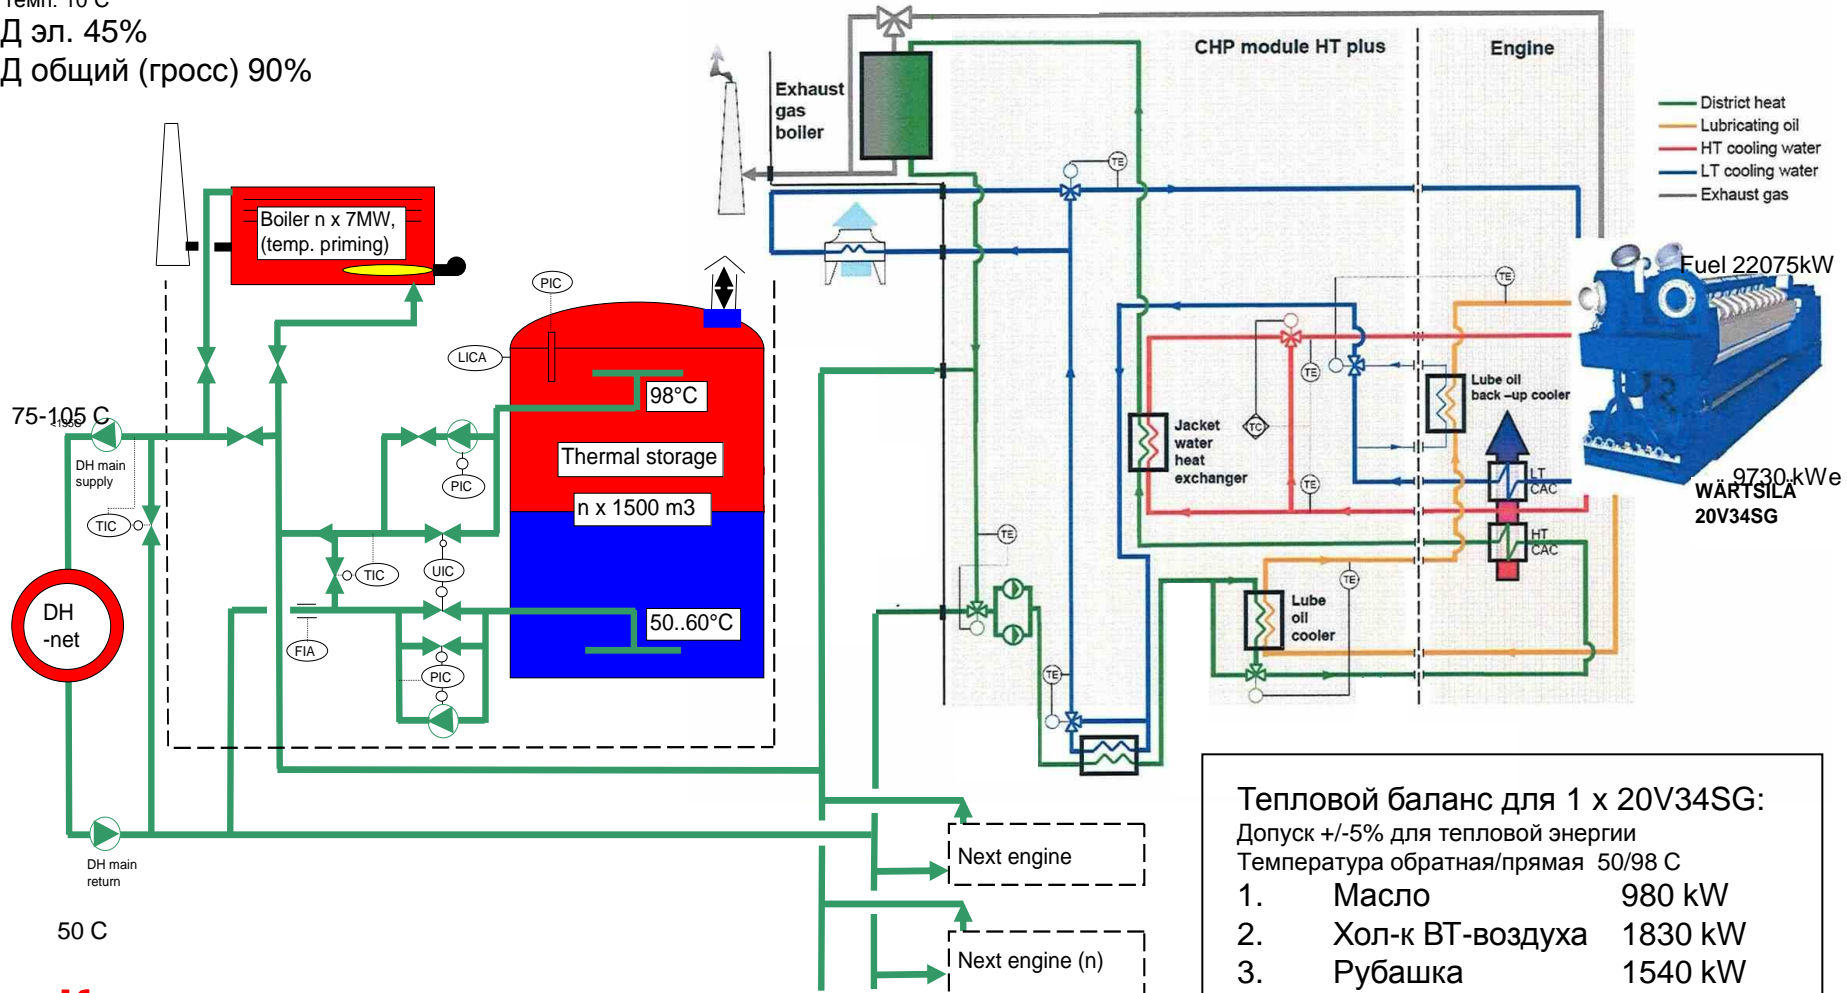 Темп. 10 С
Д эл. 45%
Д общий (гросс) 90%
CHP module HT plus
Engine
Exhaust
gas
boiler
District heat
Lubricating oil
HT cooling water
LT cooling water
Exhaust gas
TE
Boiler n x 7MW,
(temp. priming)
Fuel 22075kW
PIC
TE
LICA
98°C
TE
Lube oil
back –up cooler
75-105 C
DH main
supply
Jacket
water
heat
exchanger
TC
Thermal storage
PIC
TE
LT
CAC
9730 kWe
WÄRTSILÄ
20V34SG
n x 1500 m3
TIC
TE
HT
CAC
TIC
UIC
TE
DH
-net
Lube
oil
cooler
50..60°C
FIA
PIC
TE
DH main
return
Next engine
50 C
Next engine (n)
Тепловой баланс для 1 x 20V34SG:
Допуск +/-5% для тепловой энергии
Температура обратная/прямая 50/98 С
1. Масло 980 kW
2. Хол-к ВТ-воздуха 1830 kW
3. Рубашка 1540 kW